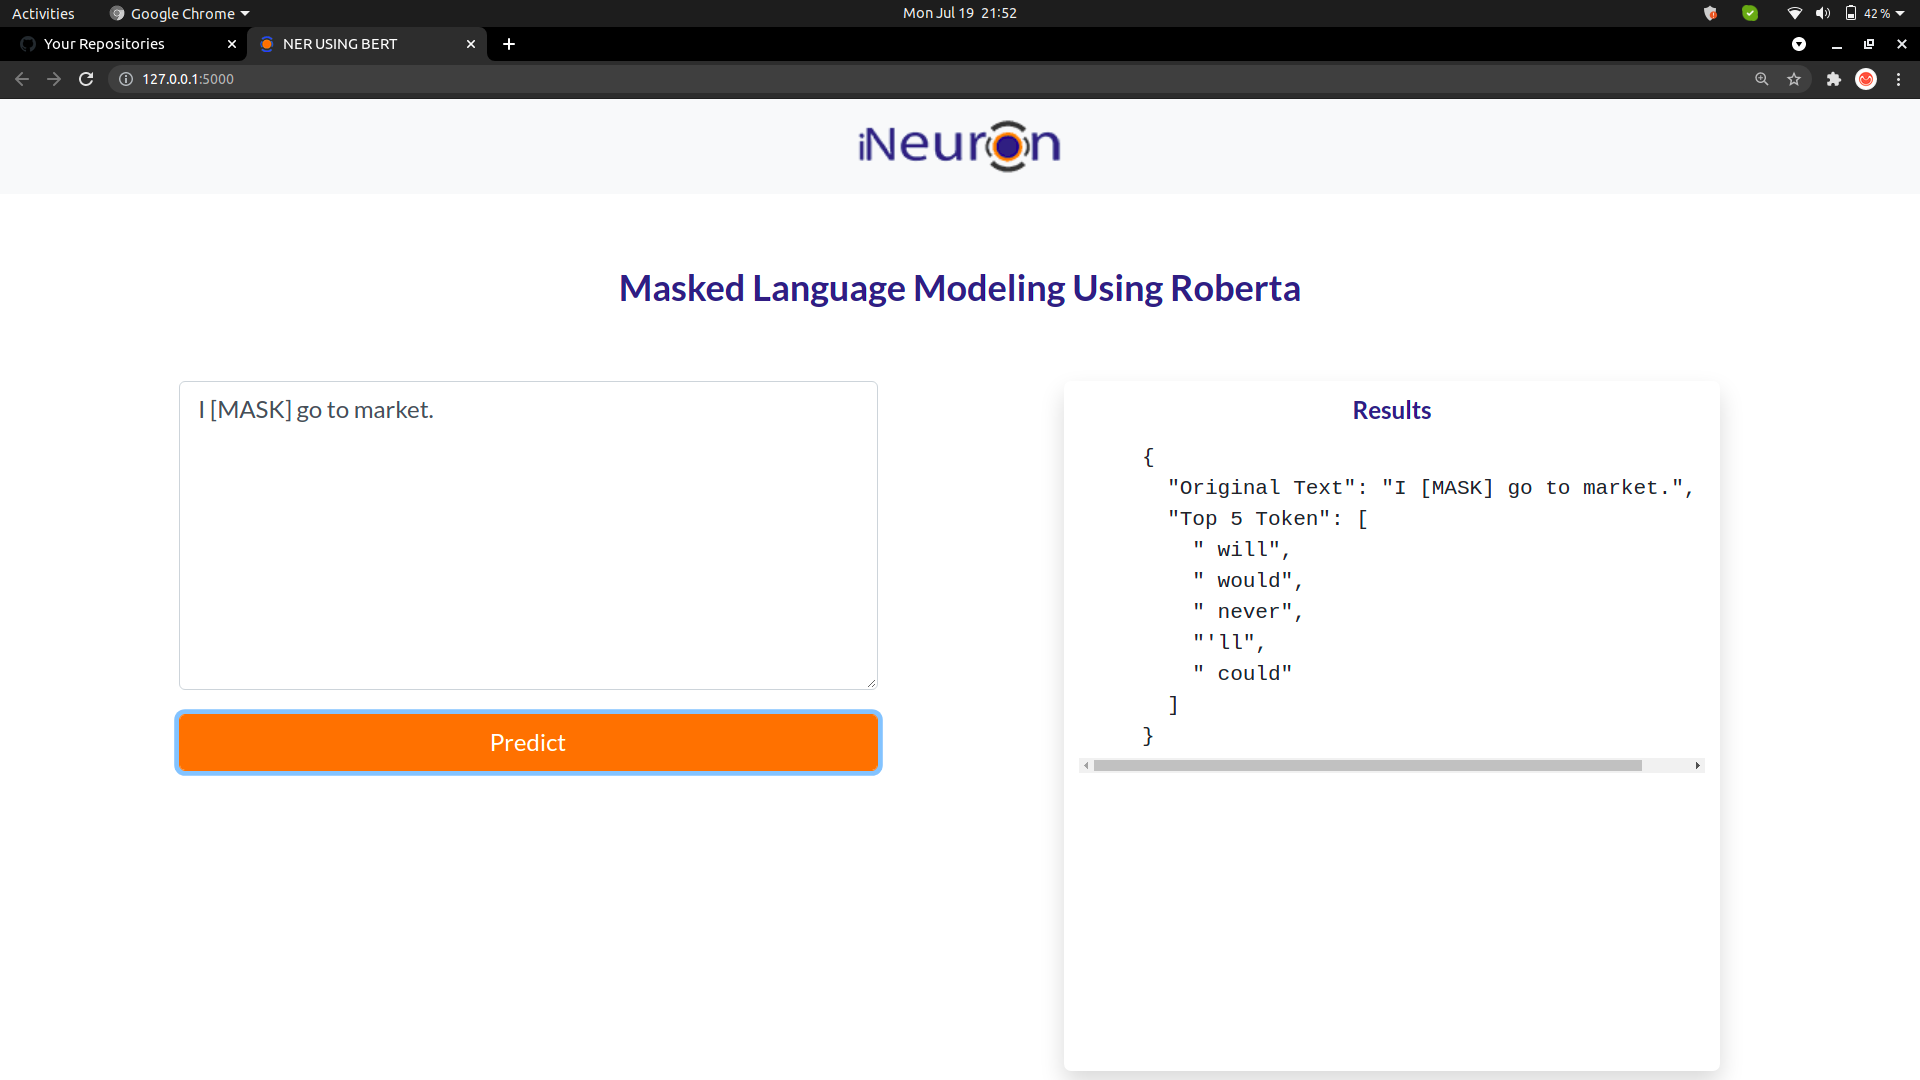 Activities
Google Chrome
Mon Jul 19 21:52
42 %
Your Repositories
NER USING BERT
127.0.0.1:5000
iNeuron
Masked Language Modeling Using Roberta
I [MASK] go to market.
Predict
Results
{
"Original Text": "I [MASK] go to market.",
"Top 5 Token": [
" will",
" would",
" never",
"'ll",
" could"
]
}